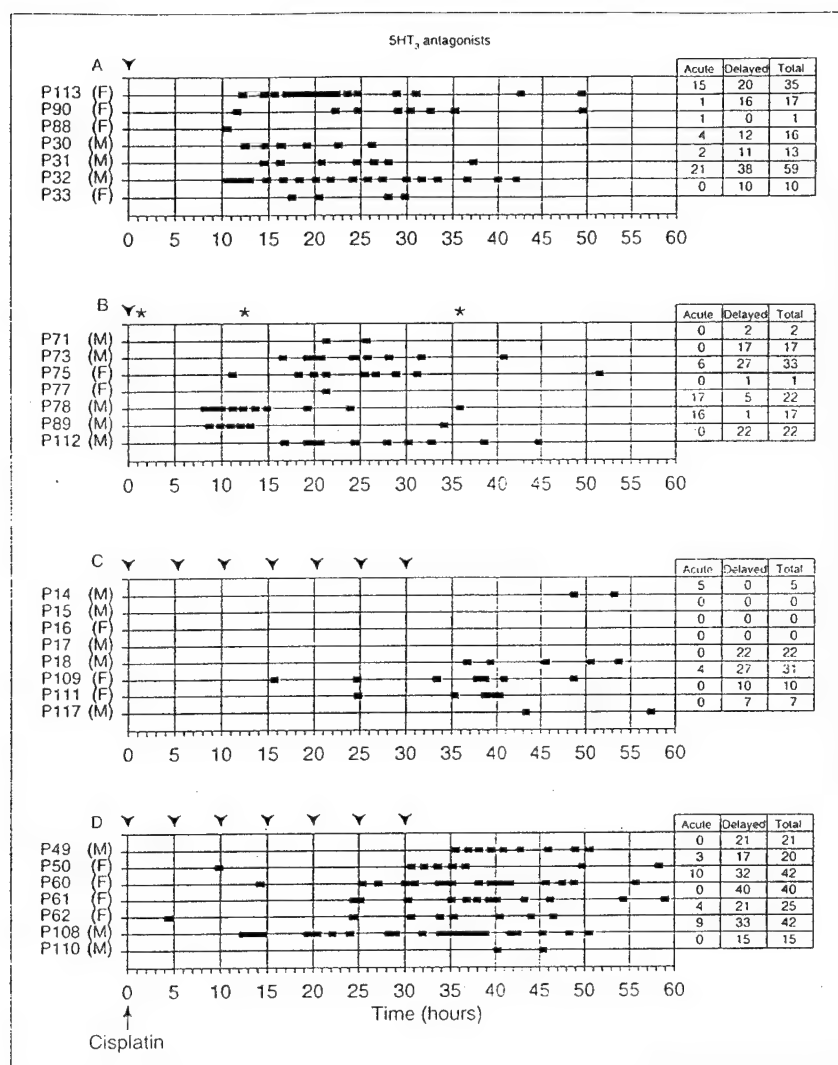 5HT3 antagonists
A
Acute Delayed Total
P113 (F) 15 20 35
P90 (F) 1 16 17
P88 (F) 1 0 1
P30 (M) 4 12 16
P31 (M) 2 11 13
P32 (M) 21 38 59
P33 (F) 0 10 10
0 5 10 15 20 25 30 35 40 45 50 55 60
B * * *
Acute Delayed Total
P71 (M) 0 2 2
P73 (M) 0 17 17
P75 (F) 6 27 33
P77 (F) 0 1 1
P78 (M) 17 5 22
P89 (M) 16 1 17
P112 (M) 0 22 22
0 5 10 15 20 25 30 35 40 45 50 55 60
C
Acute Delayed Total
P14 (M) 5 0 5
P15 (M) 0 0 0
P16 (F) 0 0 0
P17 (M) 0 0 0
P18 (M) 0 22 22
P109 (F) 4 27 31
P111 (F) 0 10 10
P117 (M) 0 7 7
0 5 10 15 20 25 30 35 40 45 50 55 60
D
Acute Delayed Total
P49 (M) 0 21 21
P50 (F) 3 17 20
P60 (F) 10 32 42
P61 (F) 0 40 40
P62 (F) 4 21 25
P108 (M) 9 33 42
P110 (M) 0 15 15
0 5 10 15 20 25 30 35 40 45 50 55 60
Time (hours)
Cisplatin